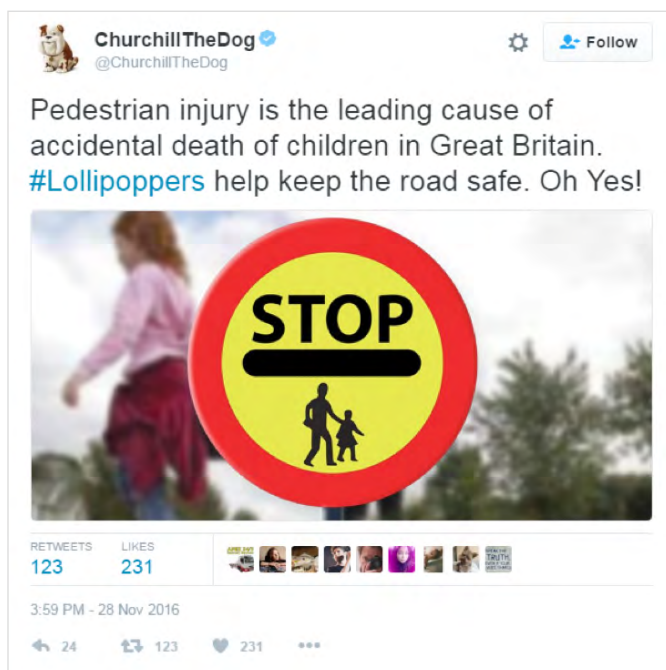 ChurchillTheDog
@ChurchillTheDog
Follow
Pedestrian injury is the leading cause of
accidental death of children in Great Britain.
#Lollipoppers help keep the road safe. Oh Yes!
STOP
RETWEETS LIKES
123 231
3:59 PM - 28 Nov 2016
24 123 231